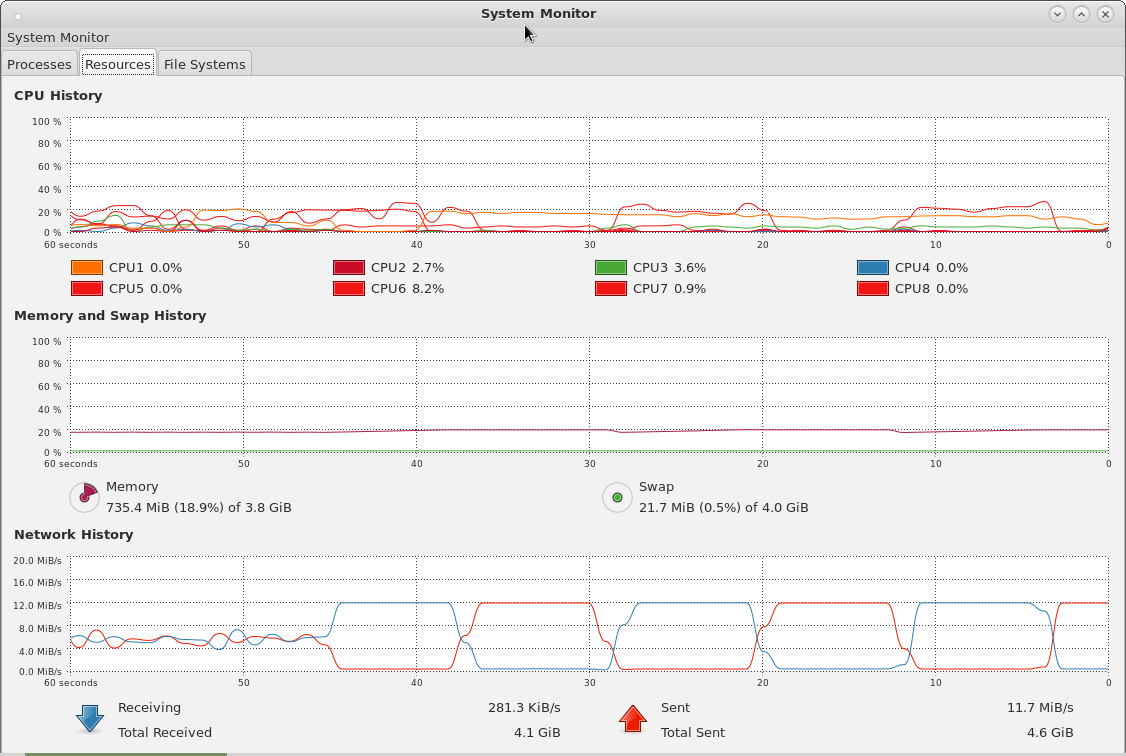 System Monitor
System Monitor
Processes Resources File Systems
CPU History
100 %
80 %
60 %
40 %
20 %
0 %
60 seconds 50 40 30 20 10 0
CPU1 0.0% CPU2 2.7% CPU3 3.6% CPU4 0.0%
CPU5 0.0% CPU6 8.2% CPU7 0.9% CPU8 0.0%
Memory and Swap History
100 %
80 %
60 %
40 %
20 %
0 %
60 seconds 50 40 30 20 10 0
Memory Swap
735.4 MiB (18.9%) of 3.8 GiB 21.7 MiB (0.5%) of 4.0 GiB
Network History
20.0 MiB/s
16.0 MiB/s
12.0 MiB/s
8.0 MiB/s
4.0 MiB/s
0.0 MiB/s
60 seconds 50 40 30 20 10 0
Receiving 281.3 KiB/s Sent 11.7 MiB/s
Total Received 4.1 GiB Total Sent 4.6 GiB